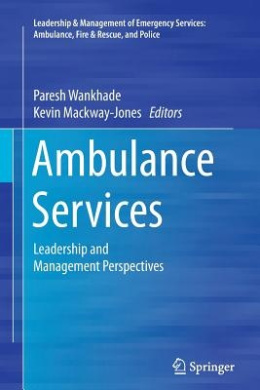 Leadership & Management of Emergency Services:
Ambulance, Fire & Rescue, and Police
Paresh Wankhade
Kevin Mackway-Jones Editors
Ambulance
Services
Leadership and
Management Perspectives
Springer